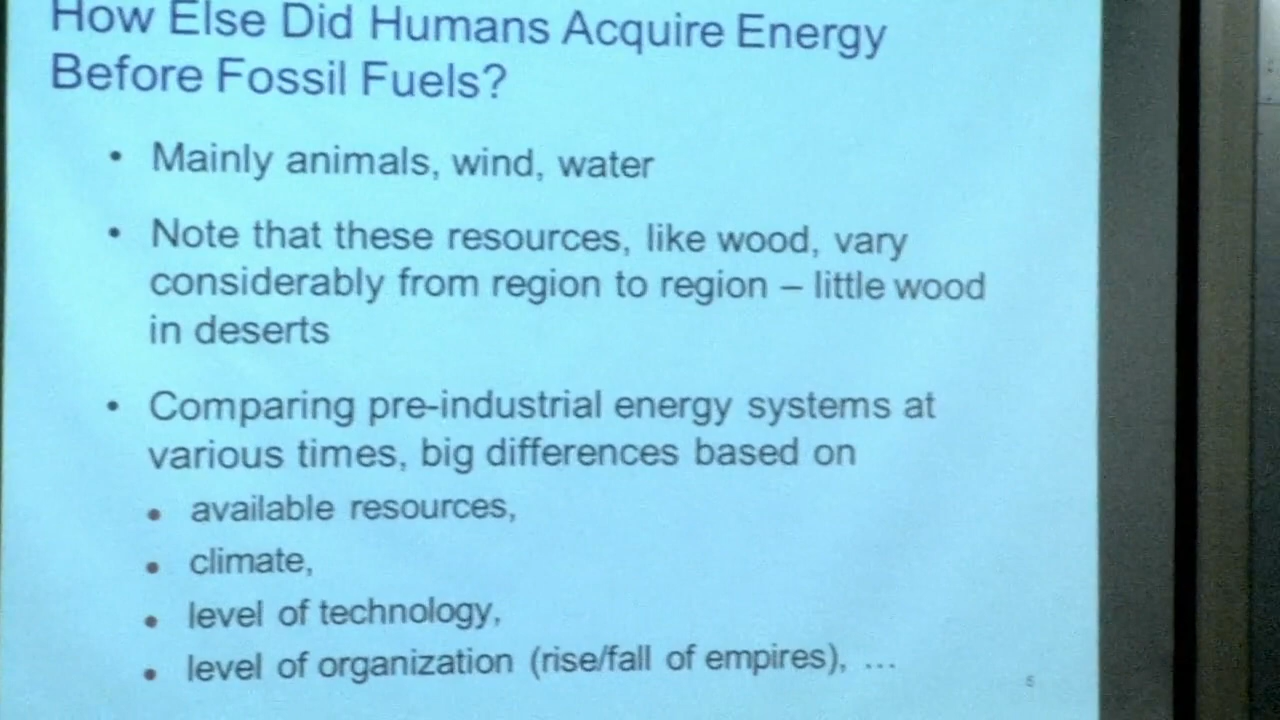 How Else Did Humans Acquire Energy
Before Fossil Fuels?
• Mainly animals, wind, water
• Note that these resources, like wood, vary
considerably from region to region – little wood
in deserts
• Comparing pre-industrial energy systems at
various times, big differences based on
• available resources,
• climate,
• level of technology,
• level of organization (rise/fall of empires), ...